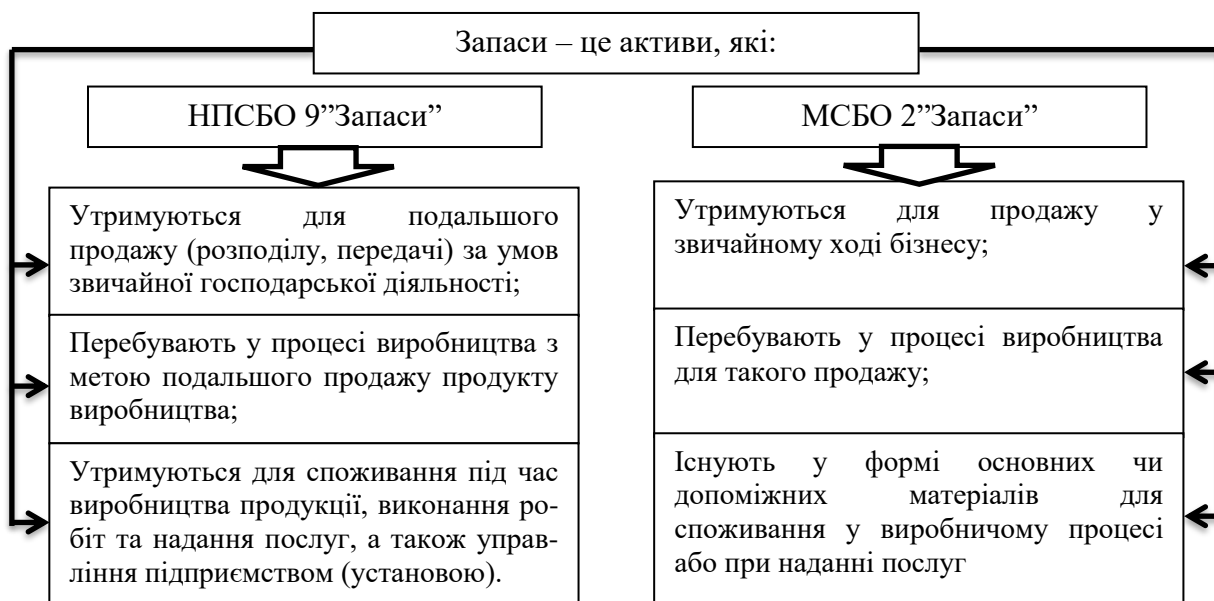 Запаси – це активи, які:
НПСБО 9”Запаси”
Утримуються для подальшого
продажу (розподілу, передачі) за умов
звичайної господарської діяльності;
Перебувають у процесі виробництва з
метою подальшого продажу продукту
виробництва;
Утримуються для споживання під час
виробництва продукції, виконання ро-
біт та надання послуг, а також управ-
ління підприємством (установою).
МСБО 2”Запаси”
Утримуються для продажу у
звичайному ході бізнесу;
Перебувають у процесі виробництва
для такого продажу;
Існують у формі основних чи
допоміжних матеріалів для
споживання у виробничому процесі
або при наданні послуг